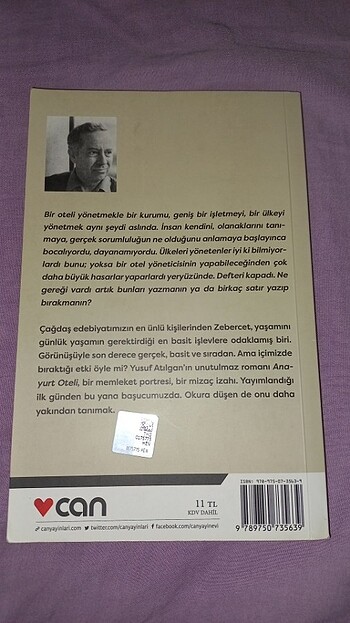 Bir oteli yönetmekle bir kurumu, geniş bir işletmeyi, bir ülkeyi
yönetmek aynı şeydi aslında. İnsan kendini, olanaklarını tanı-
maya, gerçek sorumluluğun ne olduğunu anlamaya başlayınca
bocalıyordu, dayanamıyordu. Ülkeleri yönetenler iyi ki bilmiyor-
lardı bunu; yoksa bir otel yöneticisinin yapabileceğinden çok
daha büyük hasarlar yaparlardı yeryüzünde. Defteri kapadı. Ne
gereği vardı artık bunları yazmanın ya da birkaç satır yazıp
bırakmanın?
Çağdaş edebiyatımızın en ünlü kişilerinden Zebercet, yaşamını
günlük yaşamın gerektirdiği en basit işlevlere odaklamış biri.
Görünüşüyle son derece gerçek, basit ve sıradan. Ama içimizde
bıraktığı etki öyle mi? Yusuf Atılgan'ın unutulmaz romanı Ana-
yurt Oteli, bir memleket portresi, bir mizaç izahı. Yayımlandığı
ilk günden bu yana başucumuzda. Okura düşen de onu daha
yakından tanımak.
can
11 TL
KDV DAHİL
ISBN: 978-975-07-3563-9
9 789750 735639
canyayinlari.com
twitter.com/canyayinlari
facebook.com/canyayinevi